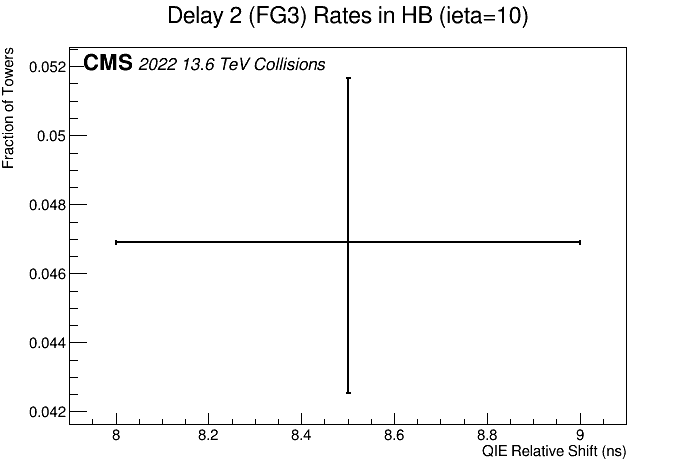 Delay 2 (FG3) Rates in HB (ieta=10)
Fraction of Towers
CMS 2022 13.6 TeV Collisions
0.052
0.05
0.048
0.046
0.044
0.042
8 8.2 8.4 8.6 8.8 9
QIE Relative Shift (ns)